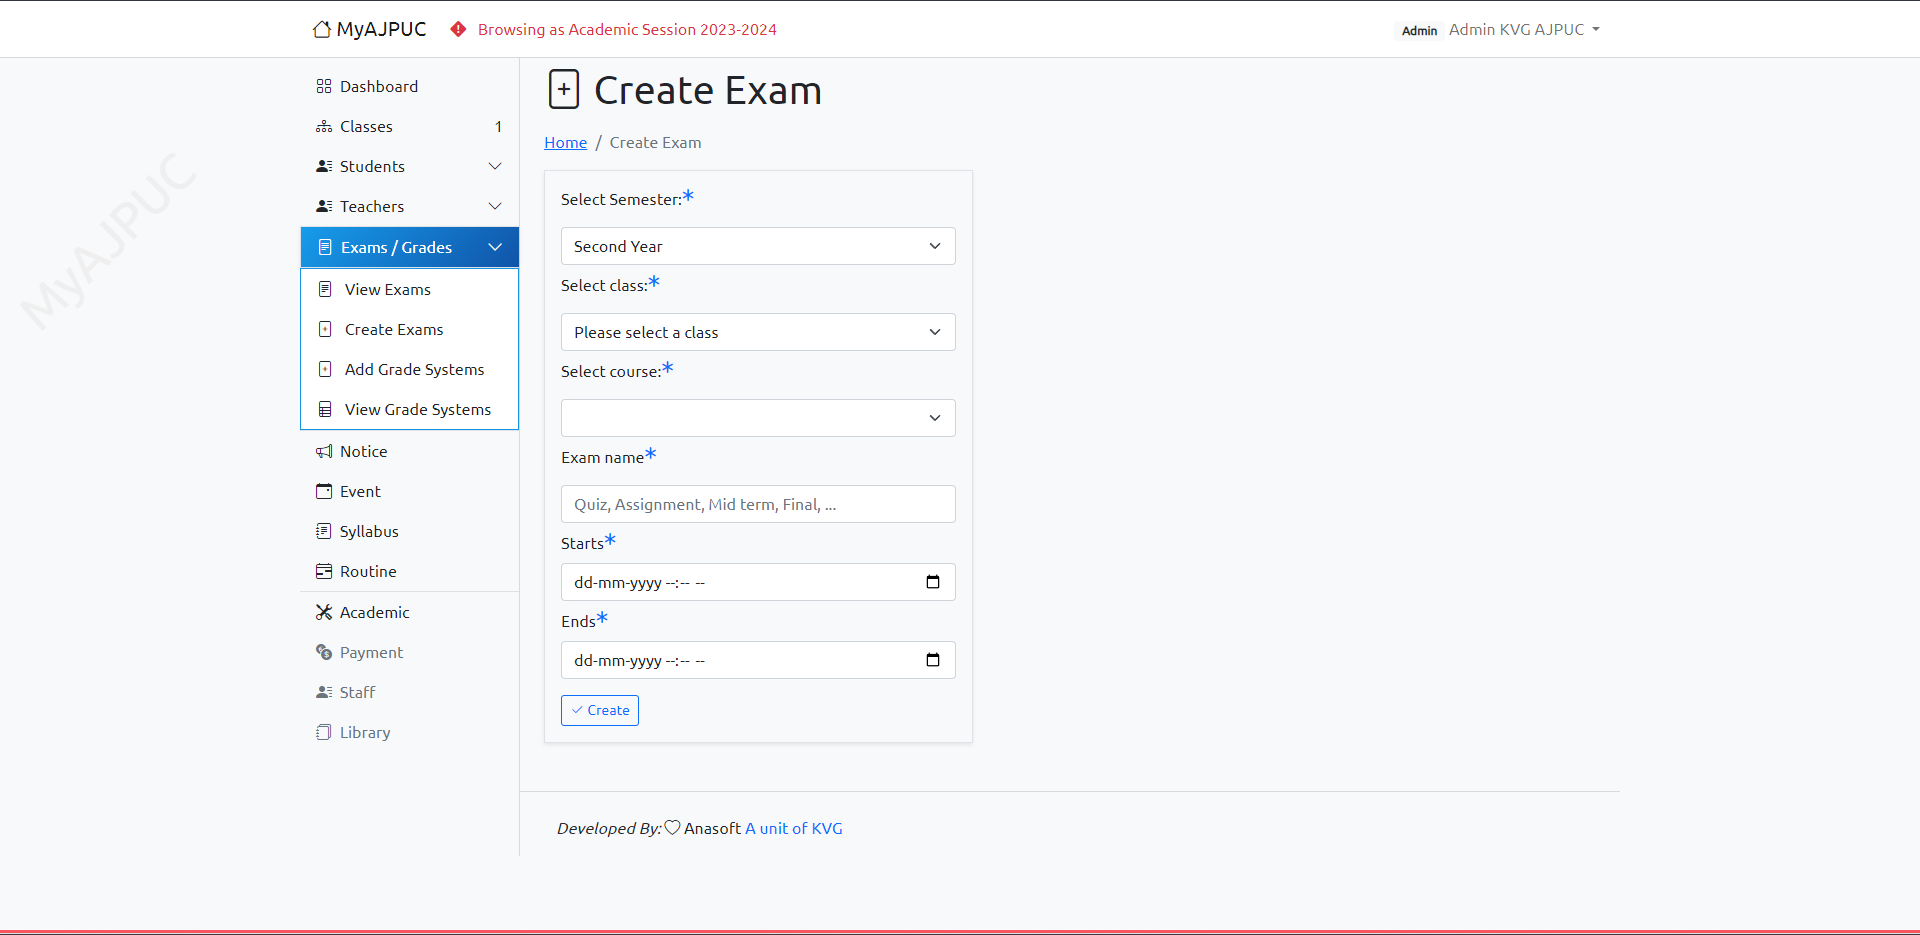 MyAJPUC
Browsing as Academic Session 2023-2024
Admin Admin KVG AJPUC
Dashboard
Classes 1
Students
Teachers
Exams / Grades
View Exams
Create Exams
Add Grade Systems
View Grade Systems
Notice
Event
Syllabus
Routine
Academic
Payment
Staff
Library
Create Exam
Home / Create Exam
Select Semester:*
Second Year
Select class:*
Please select a class
Select course:*
Exam name*
Quiz, Assignment, Mid term, Final, ...
Starts*
dd-mm-yyyy --:-- --
Ends*
dd-mm-yyyy --:-- --
Create
Developed By: Anasoft A unit of KVG
MyAJPUC